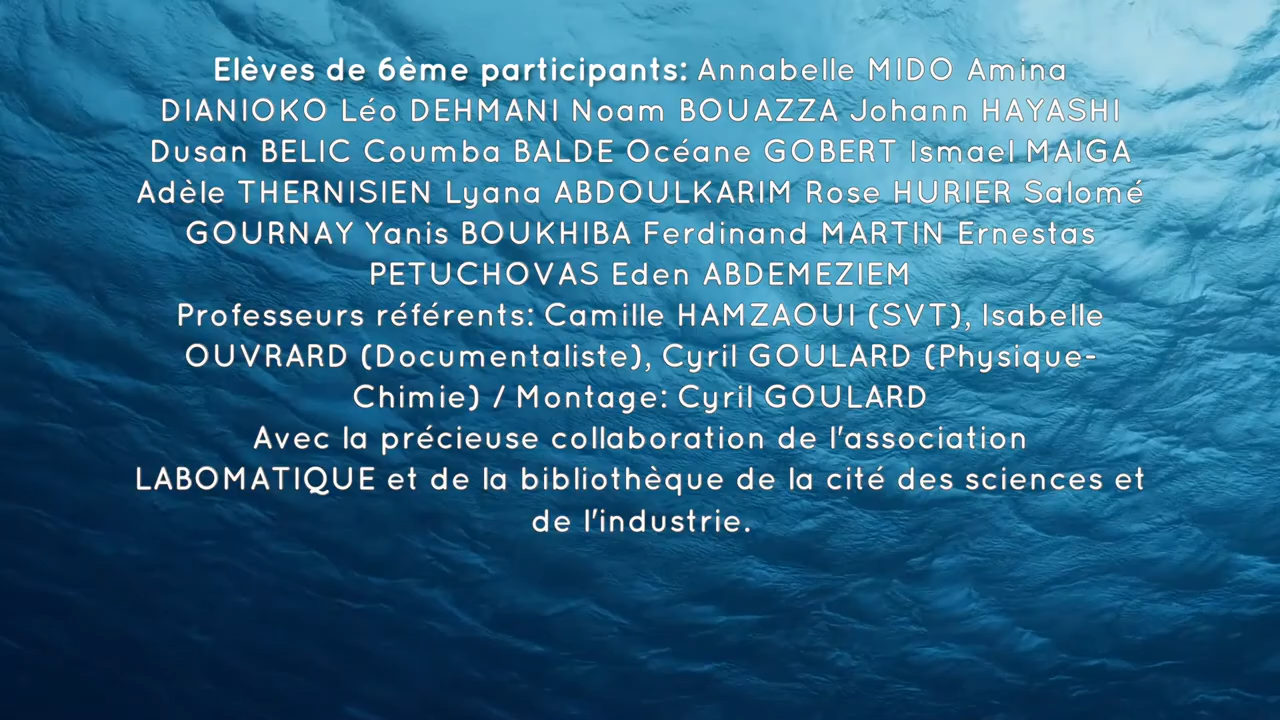 Elèves de 6ème participants: Annabelle MIDO Amina
DIANIOKO Léo DEHMANI Noam BOUAZZA Johann HAYASHI
Dusan BELIC Coumba BALDE Océane GOBERT Ismael MAIGA
Adèle THERNISIEN Lyana ABDOULKARIM Rose HURIER Salomé
GOURNAY Yanis BOUKHIBA Ferdinand MARTIN Ernestas
PETUCHOVAS Eden ABDEMEZIEM
Professeurs référents: Camille HAMZAOUI (SVT), Isabelle
OUVRARD (Documentaliste), Cyril GOULARD (Physique-
Chimie) / Montage: Cyril GOULARD
Avec la précieuse collaboration de l'association
LABOMATIQUE et de la bibliothèque de la cité des sciences et
de l'industrie.